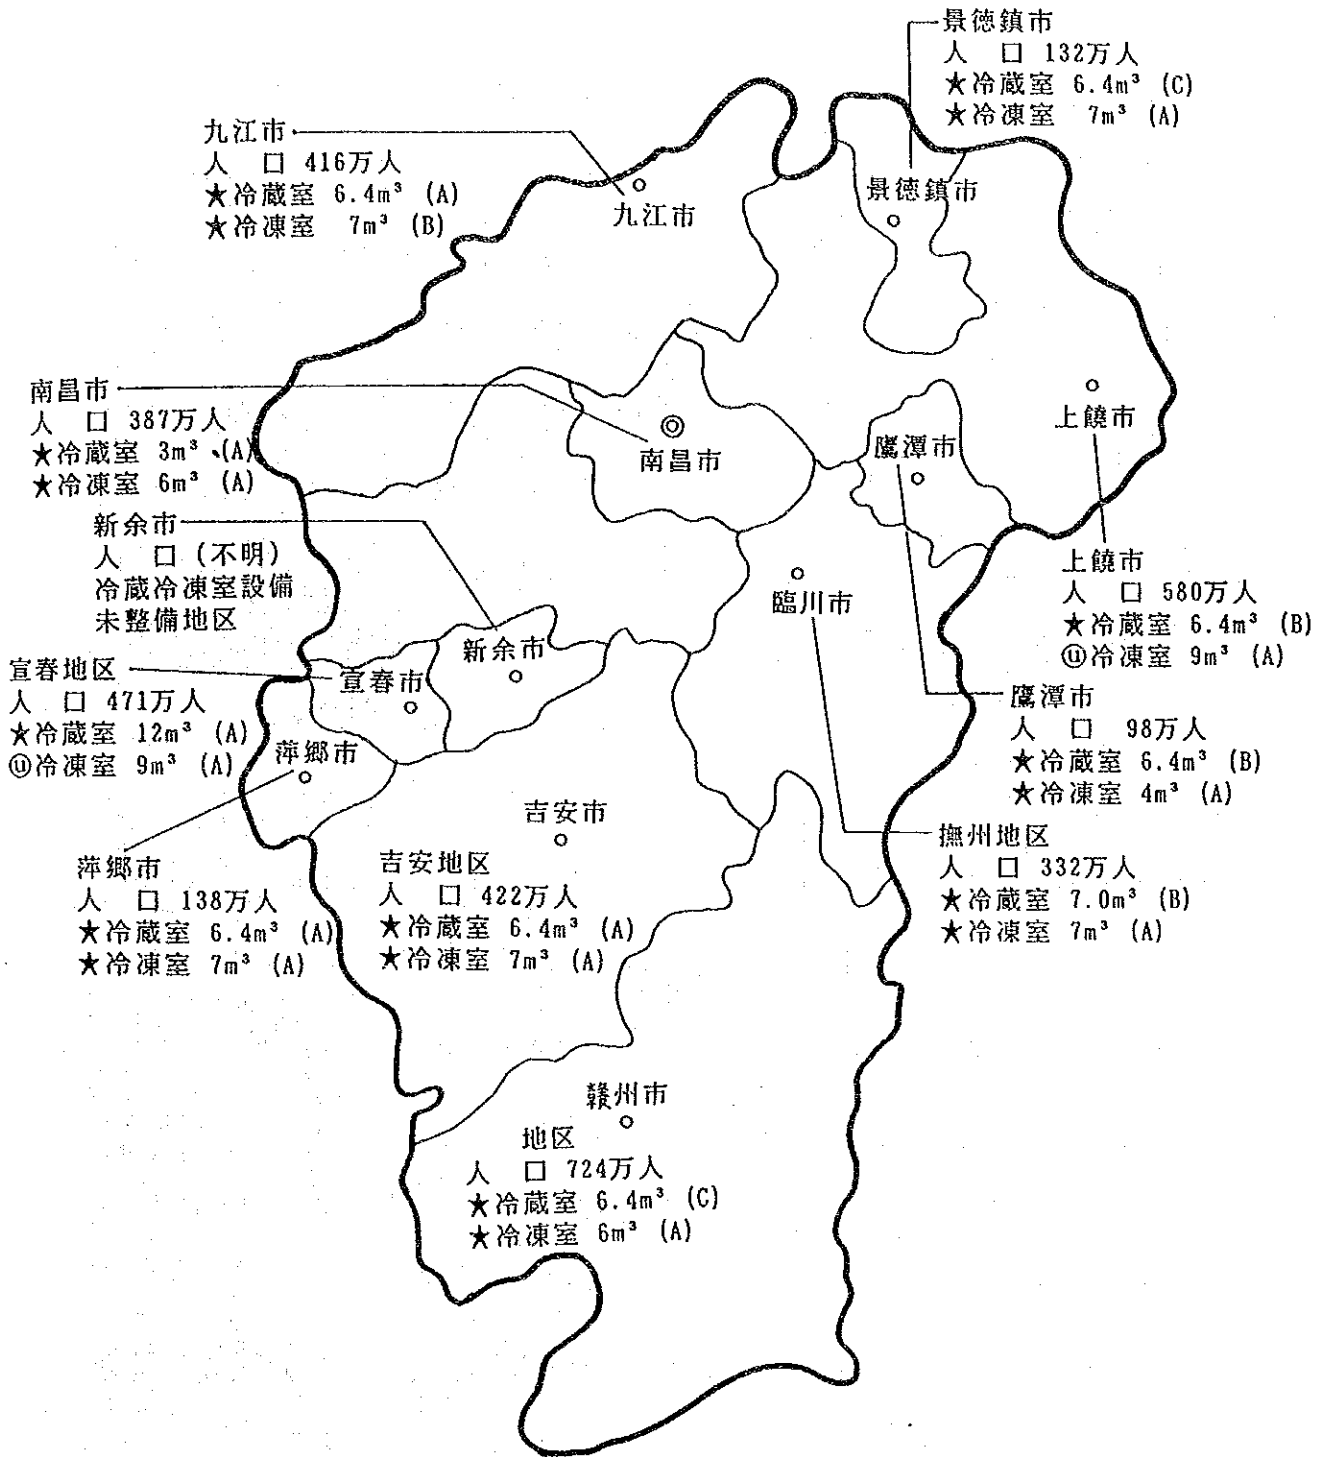 景徳鎮市
人 口 132万人
★冷蔵室 6.4m³ (C)
★冷凍室 7m³ (A)
九江市
人 口 416万人
★冷蔵室 6.4m³ (A)
★冷凍室 7m³ (B)
景徳鎮市
九江市
南昌市
人 口 387万人
★冷蔵室 3m³ (A)
★冷凍室 6m³ (A)
南昌市
鷹潭市
上饒市
新余市
人 口 (不明)
冷蔵冷凍室設備
未整備地区
臨川市
上饒市
人 口 580万人
★冷蔵室 6.4m³ (B)
Ⓤ冷凍室 9m³ (A)
新余市
宣春地区
人 口 471万人
★冷蔵室 12m³ (A)
Ⓤ冷凍室 9m³ (A)
宣春市
鷹潭市
人 口 98万人
★冷蔵室 6.4m³ (B)
★冷凍室 4m³ (A)
萍郷市
吉安市
撫州地区
人 口 332万人
★冷蔵室 7.0m³ (B)
★冷凍室 7m³ (A)
萍郷市
人 口 138万人
★冷蔵室 6.4m³ (A)
★冷凍室 7m³ (A)
吉安地区
人 口 422万人
★冷蔵室 6.4m³ (A)
★冷凍室 7m³ (A)
贛州市
地区
人 口 724万人
★冷蔵室 6.4m³ (C)
★冷凍室 6m³ (A)